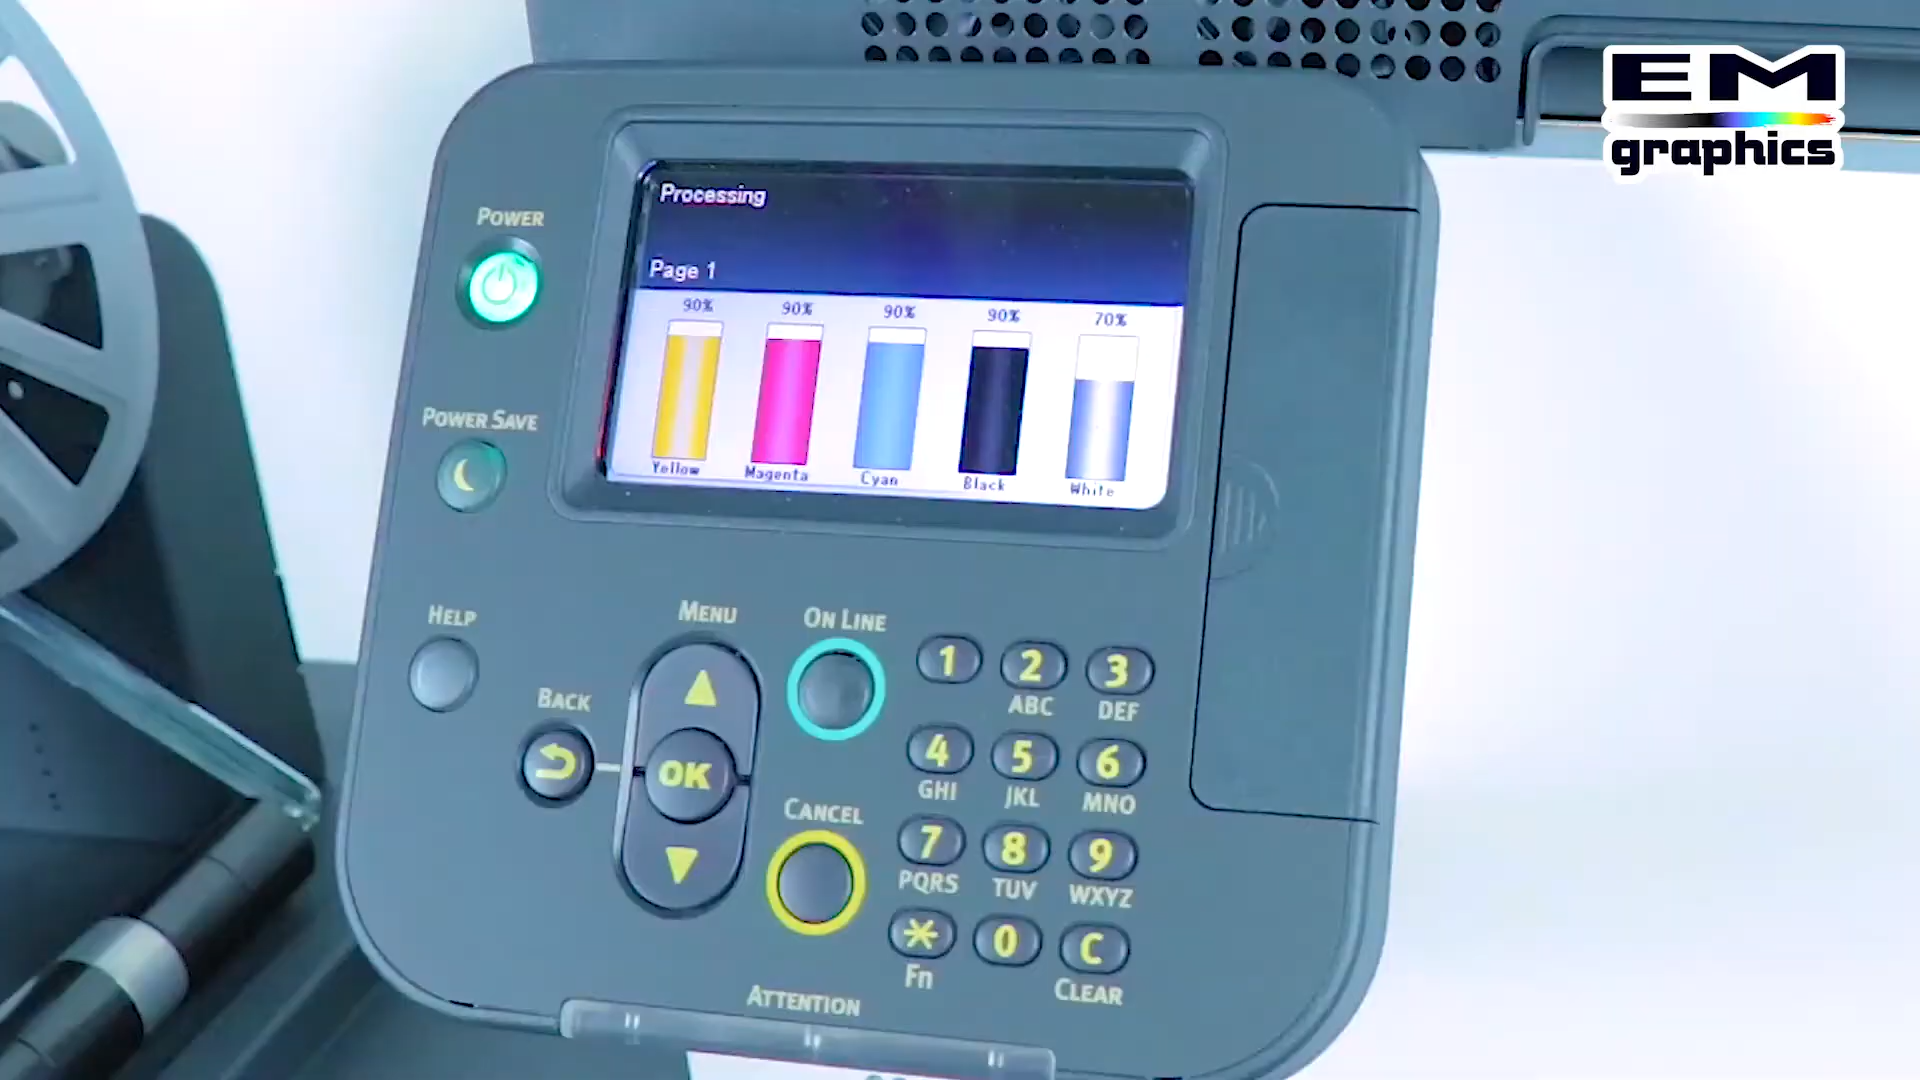 EM
graphics
POWER
Processing
Page 1
90% 90% 90% 90% 70%
Yellow Magenta Cyan Black White
POWER SAVE
HELP
MENU
ON LINE
BACK
OK
CANCEL
1 2 3
ABC DEF
4 5 6
GHI JKL MNO
7 8 9
PQRS TUV WXYZ
* 0 C
Fn CLEAR
ATTENTION